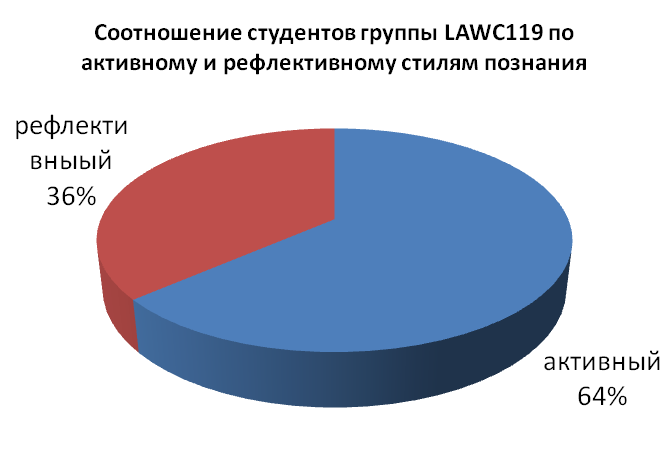 Соотношение студентов группы LAWC119 по
активному и рефлективному стилям познания
рефлекти
вныый
36%
активный
64%